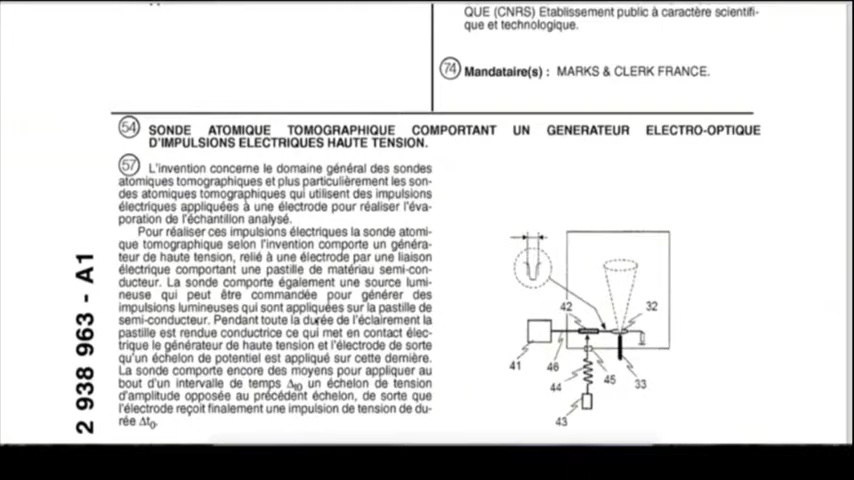 QUE (CNRS) Etablissement public à caractère scientifi-
que et technologique.
74 Mandataire(s) : MARKS & CLERK FRANCE.
54 SONDE ATOMIQUE TOMOGRAPHIQUE COMPORTANT UN GENERATEUR ELECTRO-OPTIQUE
D'IMPULSIONS ELECTRIQUES HAUTE TENSION.
57 L'invention concerne le domaine général des sondes
atomiques tomographiques et plus particulièrement les son-
des atomiques tomographiques qui utilisent des impulsions
électriques appliquées à une électrode pour réaliser l'éva-
poration de l'échantillon analysé.
Pour réaliser ces impulsions électriques la sonde atomi-
que tomographique selon l'invention comporte un généra-
teur de haute tension, relié à une électrode par une liaison
électrique comportant une pastille de matériau semi-con-
ducteur. La sonde comporte également une source lumi-
neuse qui peut être commandée pour générer des
impulsions lumineuses qui sont appliquées sur la pastille de
semi-conducteur. Pendant toute la durée de l'éclairement la
pastille est rendue conductrice ce qui met en contact élec-
trique le générateur de haute tension et l'électrode de sorte
qu'un échelon de potentiel est appliqué sur cette dernière.
La sonde comporte encore des moyens pour appliquer au
bout d'un intervalle de temps Δt0 un échelon de tension
d'amplitude opposée au précédent échelon, de sorte que
l'électrode reçoit finalement une impulsion de tension de du-
rée Δt0.
2 938 963 - A1
42
32
41
46
44
45
33
43